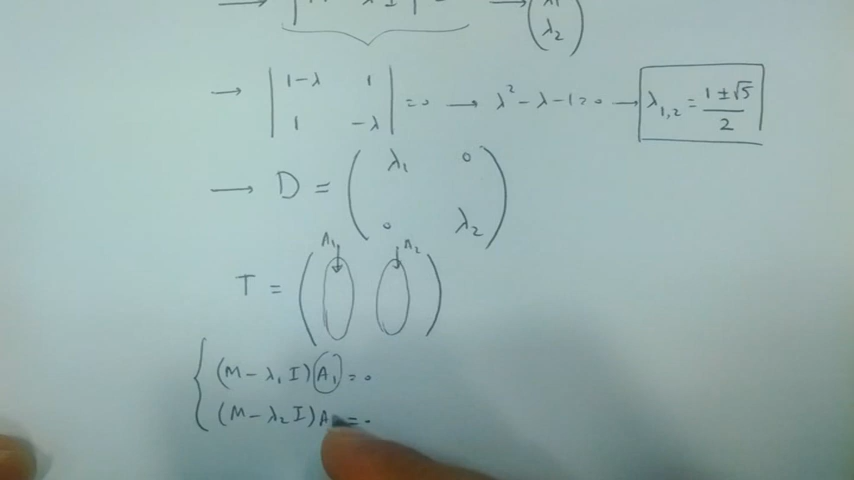 → → λ₂
→ | 1-λ 1 ; 1 -λ | = 0 → λ² - λ - 1 = 0 → λ₁,₂ = (1 ± √5)/2
→ D = ( λ₁ 0 ; 0 λ₂ )
A₁ A₂
T = ( )
(M - λ₁ I) A₁ = 0
(M - λ₂ I) A = 0